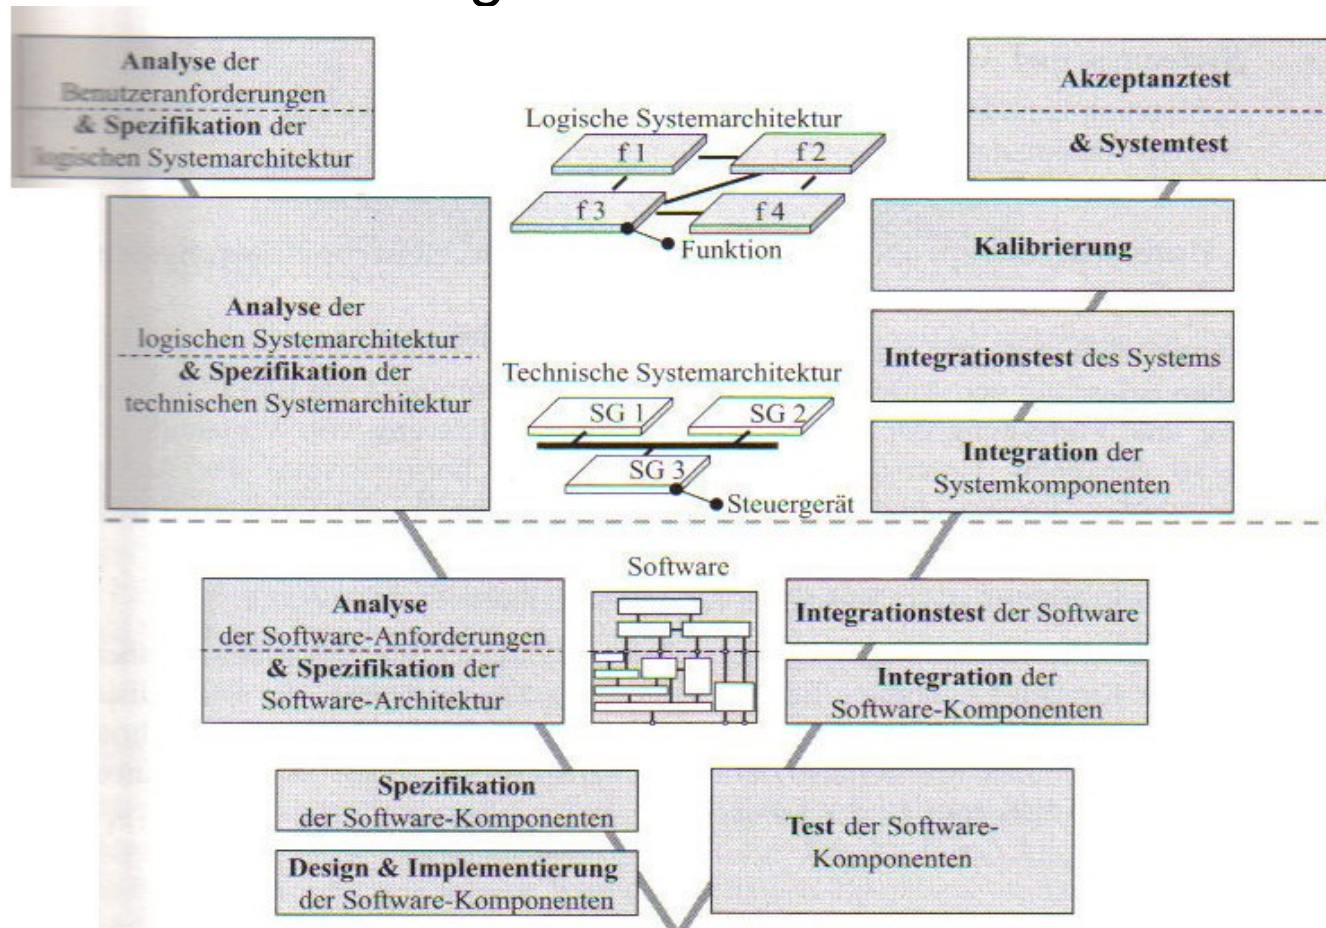 Analyse der
Benutzeranforderungen
& Spezifikation der
logischen Systemarchitektur
Akzeptanztest
& Systemtest
Logische Systemarchitektur
f 1
f 2
f 3
f 4
Funktion
Analyse der
logischen Systemarchitektur
& Spezifikation der
technischen Systemarchitektur
Kalibrierung
Integrationstest des Systems
Integration der
Systemkomponenten
Technische Systemarchitektur
SG 1
SG 2
SG 3
Steuergerät
Analyse
der Software-Anforderungen
& Spezifikation der
Software-Architektur
Software
Integrationstest der Software
Integration der
Software-Komponenten
Spezifikation
der Software-Komponenten
Design & Implementierung
der Software-Komponenten
Test der Software-
Komponenten